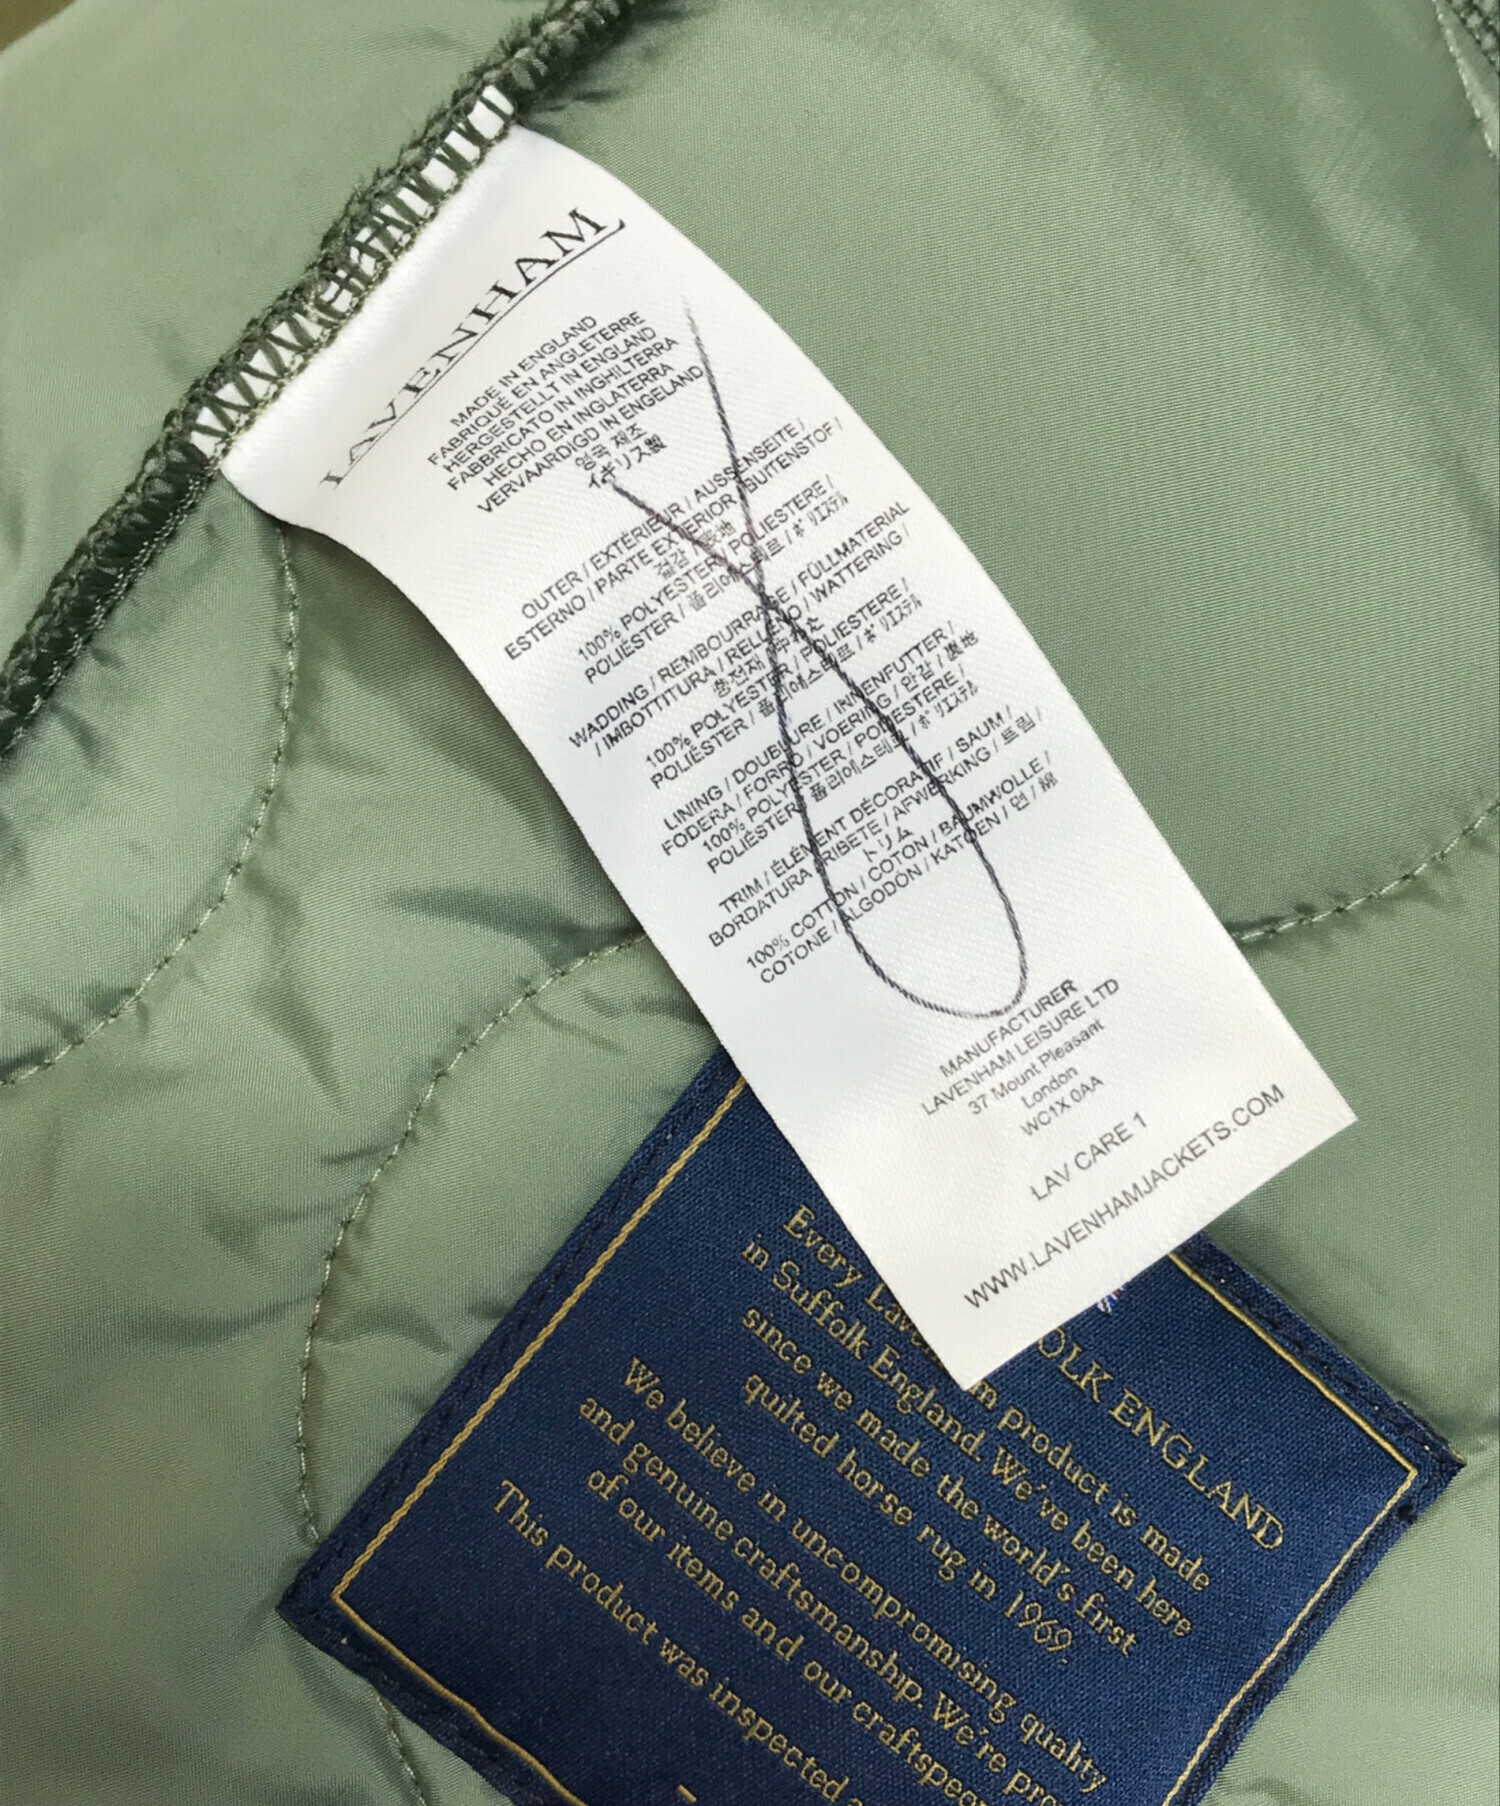 LAVENHAM
MADE IN ENGLAND
FABRIQUÉ EN ANGLETERRE
HERGESTELLT IN ENGLAND
FABBRICATO IN INGHILTERRA
HECHO EN INGLATERRA
VERVAARDIGD IN ENGELAND
영국 제조
イギリス製
OUTER / EXTÉRIEUR / AUSSENSEITE /
ESTERNO / PARTE EXTERIOR / BUITENSTOF /
겉감 / 表地
100% POLYESTER / POLIESTERE /
POLIÉSTER / 폴리에스테르 / ポリエステル
WADDING / REMBOURRAGE / FÜLLMATERIAL
/ IMBOTTITURA / RELLENO / WATTERING /
충전재 / 中わた
100% POLYESTER / POLIESTERE /
POLIÉSTER / 폴리에스테르 / ポリエステル
LINING / DOUBLURE / INNENFUTTER /
FODERA / FORRO / VOERING / 안감 / 裏地
100% POLYESTER / POLIESTERE /
POLIÉSTER / 폴리에스테르 / ポリエステル
TRIM / ÉLÉMENT DÉCORATIF / SAUM /
BORDATURA / RIBETE / AFWERKING / 트림 /
トリム
100% COTTON / COTON / BAUMWOLLE /
COTONE / ALGODÓN / KATOEN / 면 / 綿
MANUFACTURER
LAVENHAM LEISURE LTD
37 Mount Pleasant
London
WC1X 0AA
LAV CARE 1
WWW.LAVENHAMJACKETS.COM
OLK ENGLAND
Every Lavenham product is made
in Suffolk England. We've been here
since we made the world's first
quilted horse rug in 1969.
We believe in uncompromising quality
and genuine craftsmanship. We're pro
of our items and our craftspeo
This product was inspected